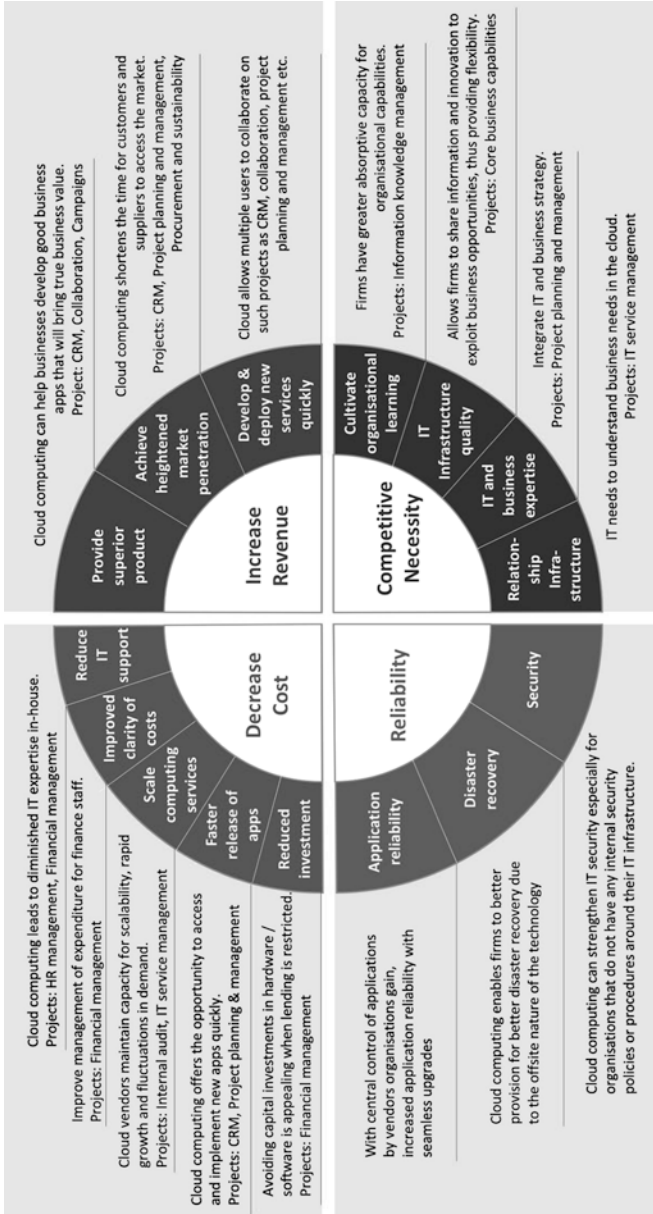 Cloud computing leads to diminished IT expertise in-house.
Projects: HR management, Financial management
Improve management of expenditure for finance staff.
Projects: Financial management
Cloud vendors maintain capacity for scalability, rapid
growth and fluctuations in demand.
Projects: Internal audit, IT service management
Cloud computing offers the opportunity to access
and implement new apps quickly.
Projects: CRM, Project planning & management
Avoiding capital investments in hardware /
software is appealing when lending is restricted.
Projects: Financial management
Reduce
IT
support
Improved
clarity of
costs
Scale
computing
services
Faster
release of
apps
Reduced
investment
Decrease
Cost
Cloud computing can help businesses develop good business
apps that will bring true business value.
Project: CRM, Collaboration, Campaigns
Cloud computing shortens the time for customers and
suppliers to access the market.
Projects: CRM, Project planning and management,
Procurement and sustainability
Cloud allows multiple users to collaborate on
such projects as CRM, collaboration, project
planning and management etc.
Provide
superior
product
Achieve
heightened
market
penetration
Develop &
deploy new
services
quickly
Increase
Revenue
Reliability
Application
reliability
Disaster
recovery
Security
With central control of applications
by vendors organisations gain,
increased application reliability with
seamless upgrades
Cloud computing enables firms to better
provision for better disaster recovery due
to the offsite nature of the technology
Cloud computing can strengthen IT security especially for
organisations that do not have any internal security
policies or procedures around their IT infrastructure.
Competitive
Necessity
Cultivate
organisational
learning
IT
Infrastructure
quality
IT and
business
expertise
Relation-
ship
Infra-
structure
Firms have greater absorptive capacity for
organisational capabilities.
Projects: Information knowledge management
Allows firms to share information and innovation to
exploit business opportunities, thus providing flexibility.
Projects: Core business capabilities
Integrate IT and business strategy.
Projects: Project planning and management
IT needs to understand business needs in the cloud.
Projects: IT service management